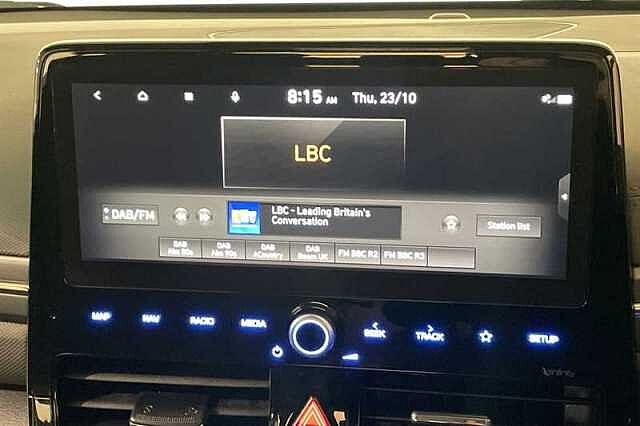 8:15 AM Thu, 23/10
LBC
DAB/FM
LBC
LBC - Leading Britain's
Conversation
Station list
DAB
Abs 80s
DAB
Abs 90s
DAB
ACountry
DAB
Beam UK
FM BBC R2
FM BBC R3
MAP
NAV
RADIO
MEDIA
SEEK
TRACK
SETUP
infinity